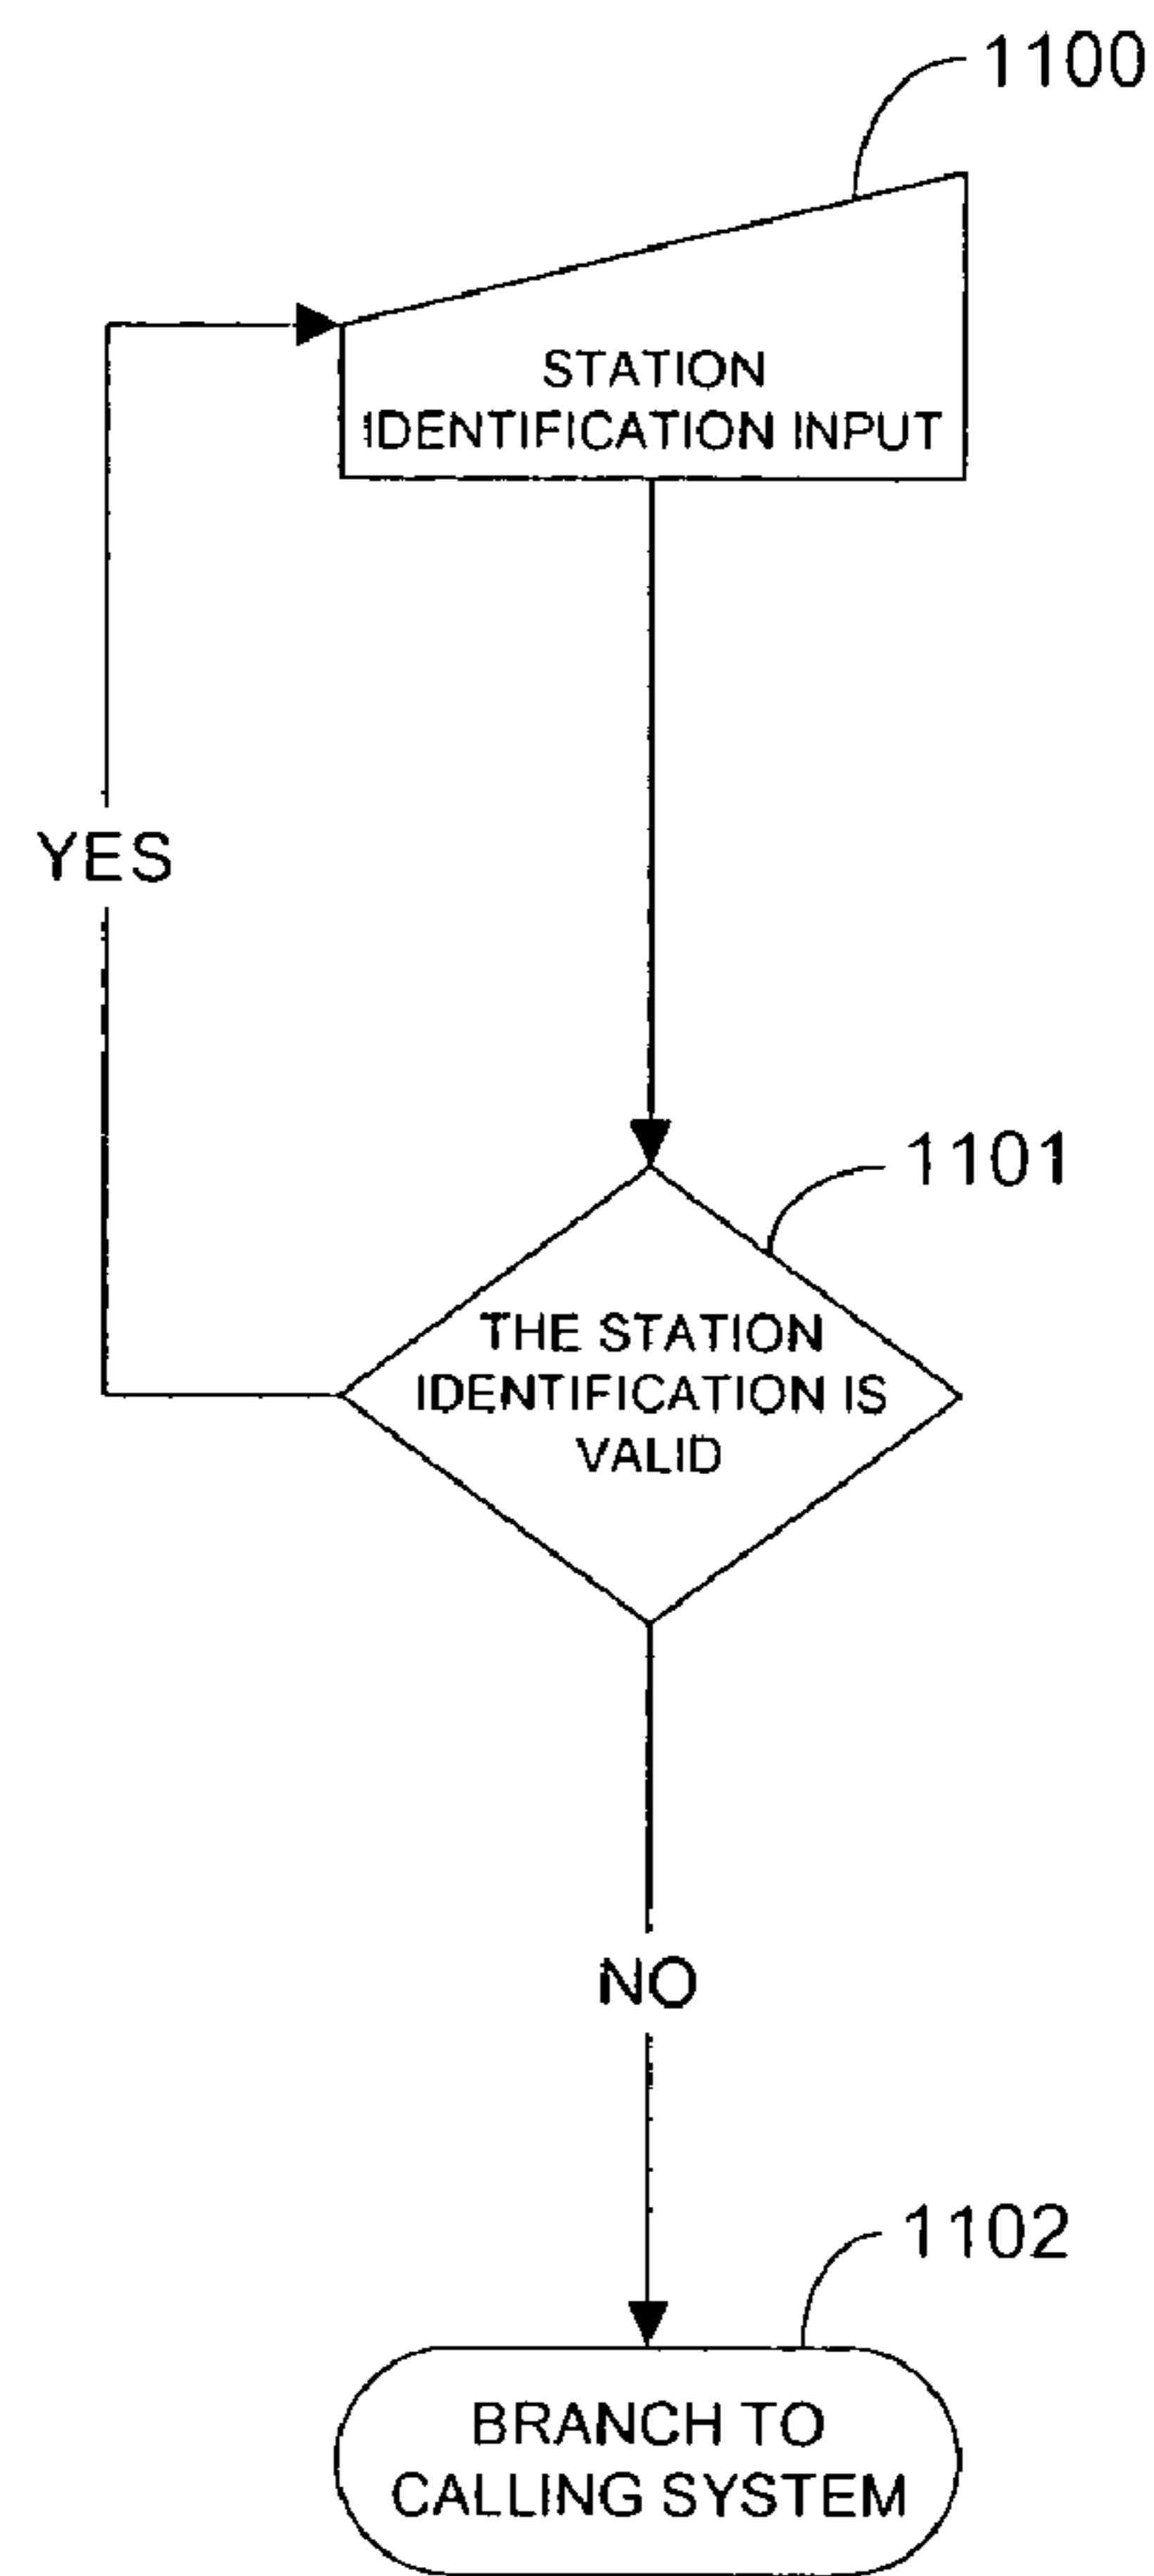 1100
STATION
IDENTIFICATION INPUT
YES
1101
THE STATION
IDENTIFICATION IS
VALID
NO
1102
BRANCH TO
CALLING SYSTEM